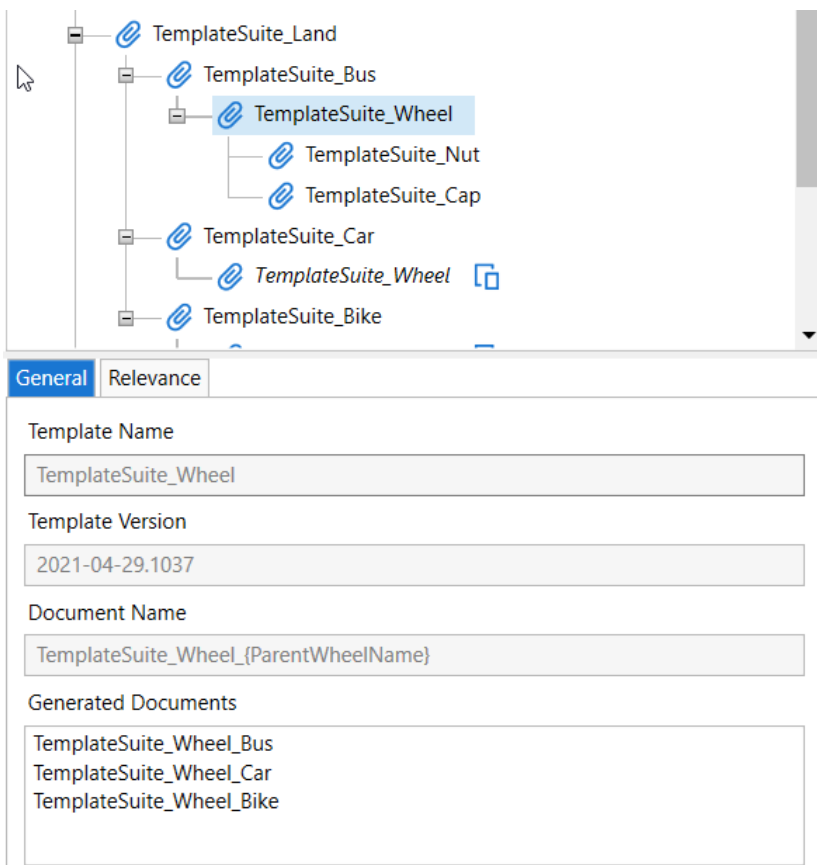 TemplateSuite_Land
TemplateSuite_Bus
TemplateSuite_Wheel
TemplateSuite_Nut
TemplateSuite_Cap
TemplateSuite_Car
TemplateSuite_Wheel
TemplateSuite_Bike
General Relevance
Template Name
TemplateSuite_Wheel
Template Version
2021-04-29.1037
Document Name
TemplateSuite_Wheel_{ParentWheelName}
Generated Documents
TemplateSuite_Wheel_Bus
TemplateSuite_Wheel_Car
TemplateSuite_Wheel_Bike